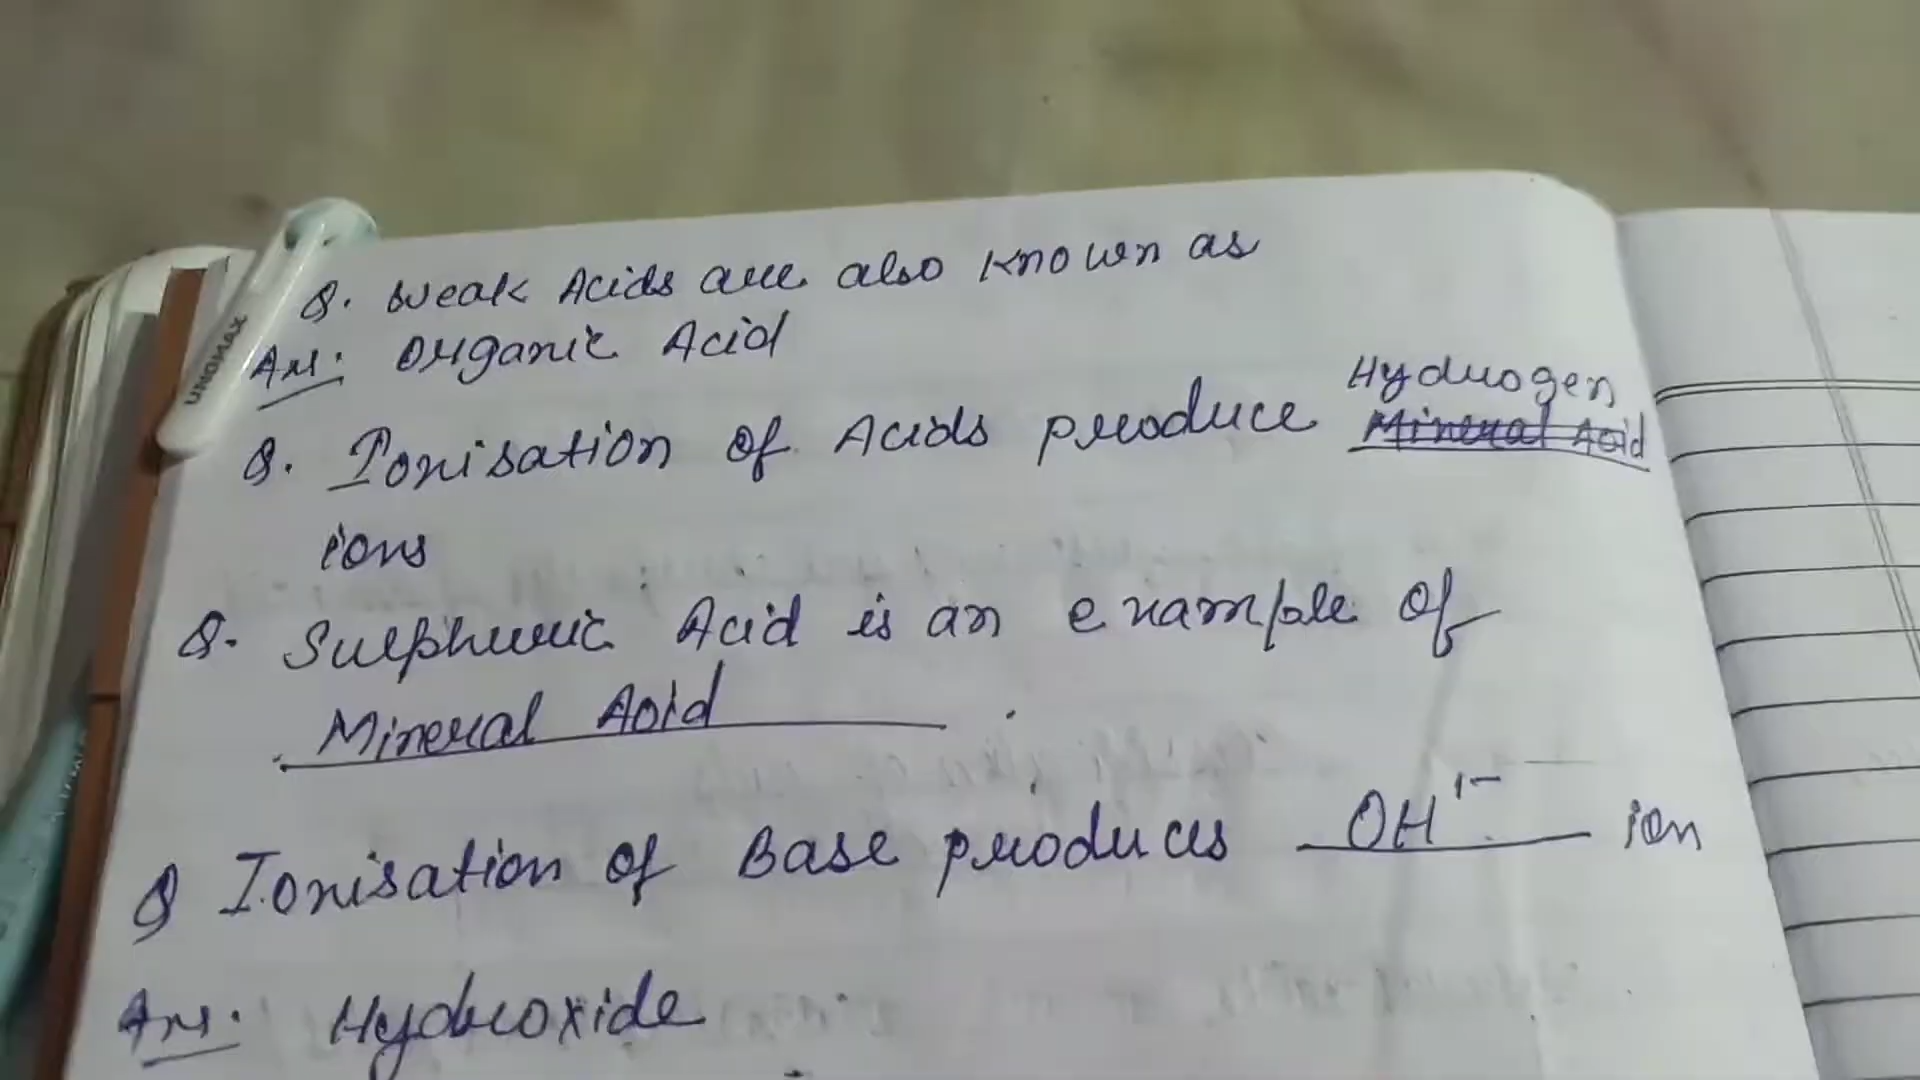 Q. Weak Acids are also known as
Ans: Organic Acid
Hydrogen
Q. Ionisation of Acids produce Mineral Acid
ions
Q. Sulphuric Acid is an example of
Mineral Acid .
Q Ionisation of Base produces OH¹⁻ ion
Ans. Hydroxide
UNOMAX